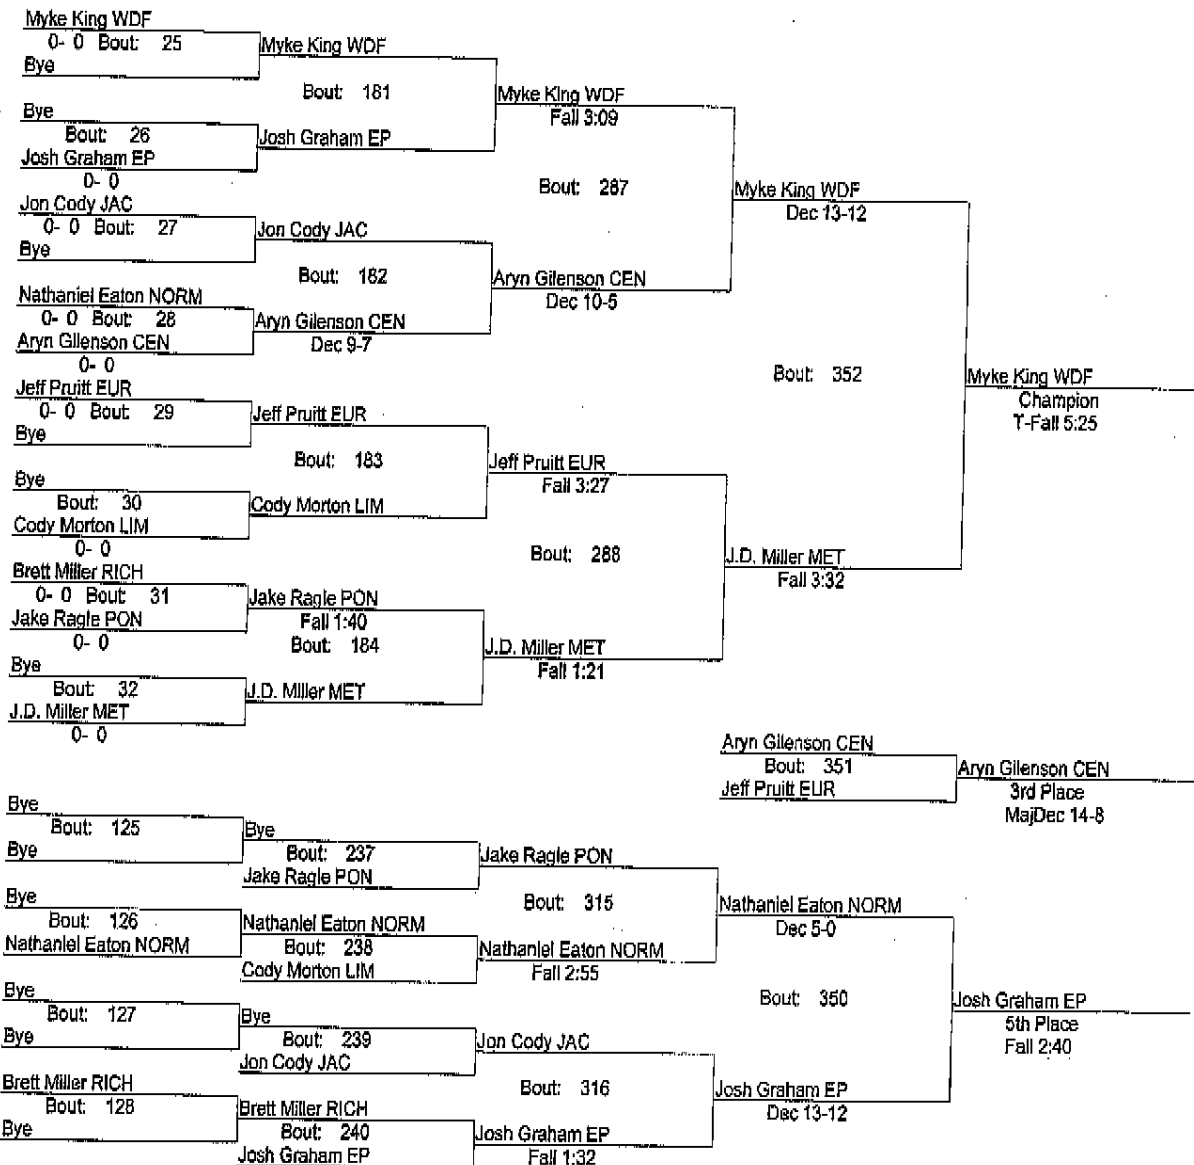 Myke King WDF
0- 0 Bout: 25
Bye
Myke King WDF
Bout: 181
Bye
Bout: 26
Josh Graham EP
0- 0
Josh Graham EP
Myke King WDF
Fall 3:09
Bout: 287
Jon Cody JAC
0- 0 Bout: 27
Bye
Jon Cody JAC
Bout: 182
Nathaniel Eaton NORM
0- 0 Bout: 28
Aryn Gilenson CEN
0- 0
Aryn Gilenson CEN
Dec 9-7
Aryn Gilenson CEN
Dec 10-5
Myke King WDF
Dec 13-12
Bout: 352
Jeff Pruitt EUR
0- 0 Bout: 29
Bye
Jeff Pruitt EUR
Bout: 183
Bye
Bout: 30
Cody Morton LIM
0- 0
Cody Morton LIM
Jeff Pruitt EUR
Fall 3:27
Bout: 288
Brett Miller RICH
0- 0 Bout: 31
Jake Ragle PON
0- 0
Jake Ragle PON
Fall 1:40
Bout: 184
Bye
Bout: 32
J.D. Miller MET
0- 0
J.D. Miller MET
J.D. Miller MET
Fall 1:21
J.D. Miller MET
Fall 3:32
Myke King WDF
Champion
T-Fall 5:25
Aryn Gilenson CEN
Bout: 351
Jeff Pruitt EUR
Aryn Gilenson CEN
3rd Place
MajDec 14-8
Bye
Bout: 125
Bye
Bye
Bout: 237
Jake Ragle PON
Jake Ragle PON
Bout: 315
Bye
Bout: 126
Nathaniel Eaton NORM
Nathaniel Eaton NORM
Bout: 238
Cody Morton LIM
Nathaniel Eaton NORM
Fall 2:55
Nathaniel Eaton NORM
Dec 5-0
Bout: 350
Bye
Bout: 127
Bye
Bye
Bout: 239
Jon Cody JAC
Jon Cody JAC
Bout: 316
Brett Miller RICH
Bout: 128
Bye
Brett Miller RICH
Bout: 240
Josh Graham EP
Josh Graham EP
Fall 1:32
Josh Graham EP
Dec 13-12
Josh Graham EP
5th Place
Fall 2:40